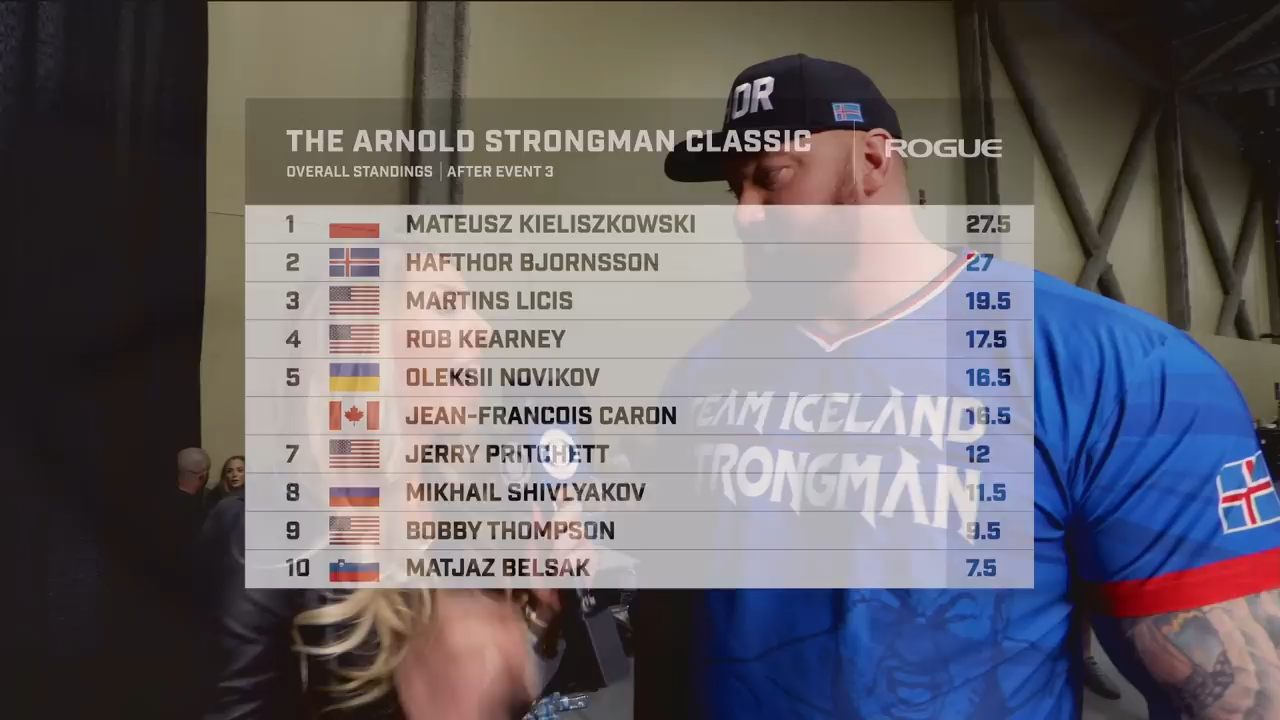 THE ARNOLD STRONGMAN CLASSIC
ROGUE
OVERALL STANDINGS | AFTER EVENT 3
1 MATEUSZ KIELISZKOWSKI 27.5
2 HAFTHOR BJORNSSON 27
3 MARTINS LICIS 19.5
4 ROB KEARNEY 17.5
5 OLEKSII NOVIKOV 16.5
JEAN-FRANCOIS CARON 16.5
7 JERRY PRITCHETT 12
8 MIKHAIL SHIVLYAKOV 11.5
9 BOBBY THOMPSON 9.5
10 MATJAZ BELSAK 7.5
ICELAND